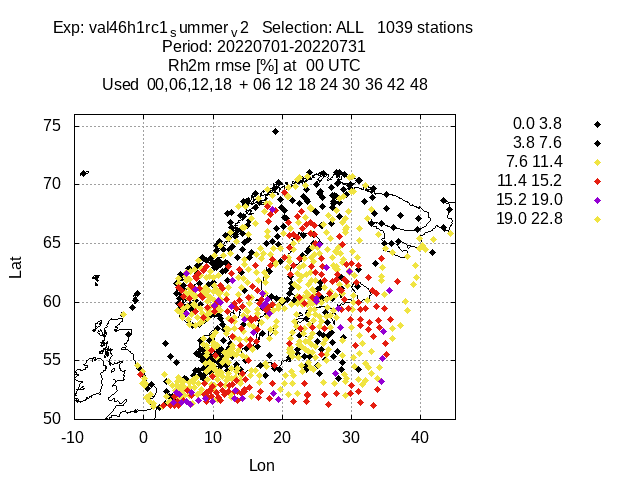 Exp: val46h1rc1summerv2 Selection: ALL 1039 stations
Period: 20220701-20220731
Rh2m rmse [%] at 00 UTC
Used 00,06,12,18 + 06 12 18 24 30 36 42 48
0.0 3.8
3.8 7.6
7.6 11.4
11.4 15.2
15.2 19.0
19.0 22.8
75
70
65
60
55
50
Lat
-10 0 10 20 30 40
Lon